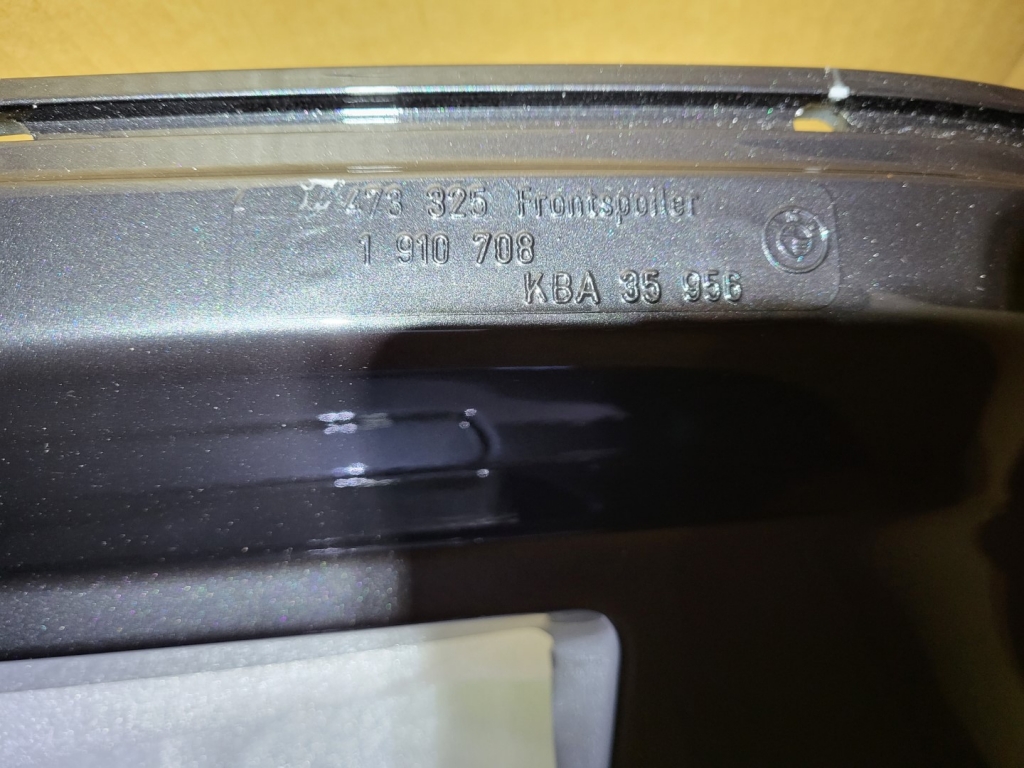 473 325 Frontspoiler
1 910 708
KBA 35 956